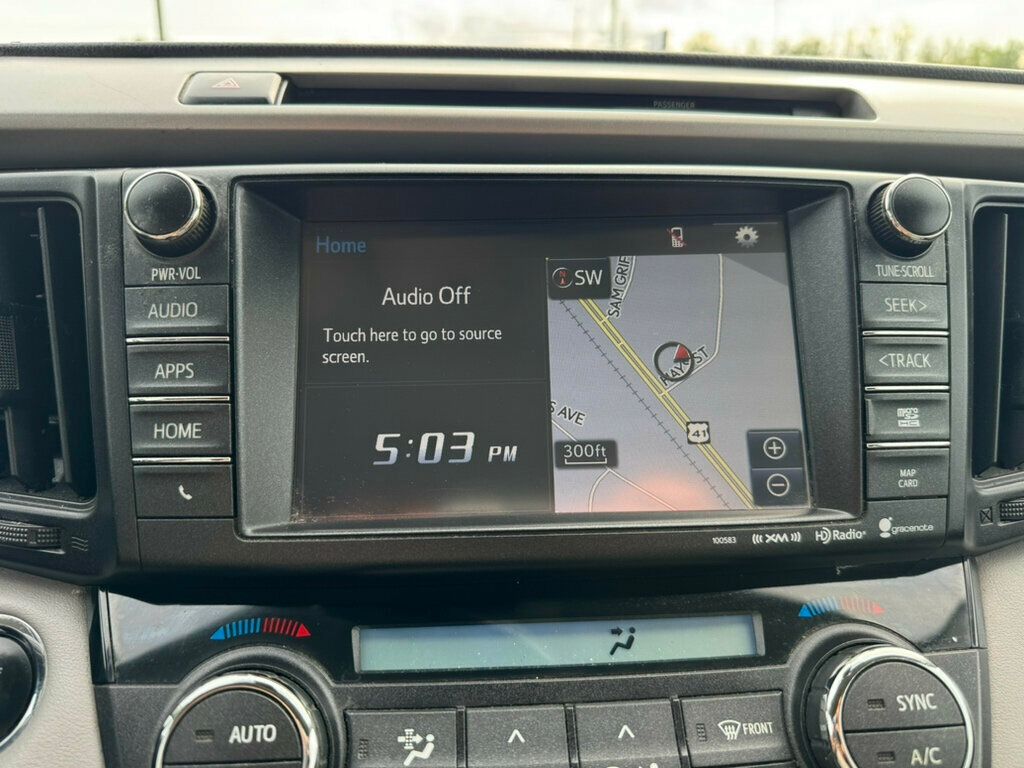 PASSENGER
PWR·VOL
AUDIO
APPS
HOME
Home
Audio Off
Touch here to go to source
screen.
5:03 PM
N
SW
SAM GRIF
MAYO ST
S AVE
41
300ft
TUNE·SCROLL
SEEK>
<TRACK
micro
SD
HC
MAP
CARD
100583
((( XM )))
HD Radio
gracenote
AUTO
FRONT
SYNC
A/C